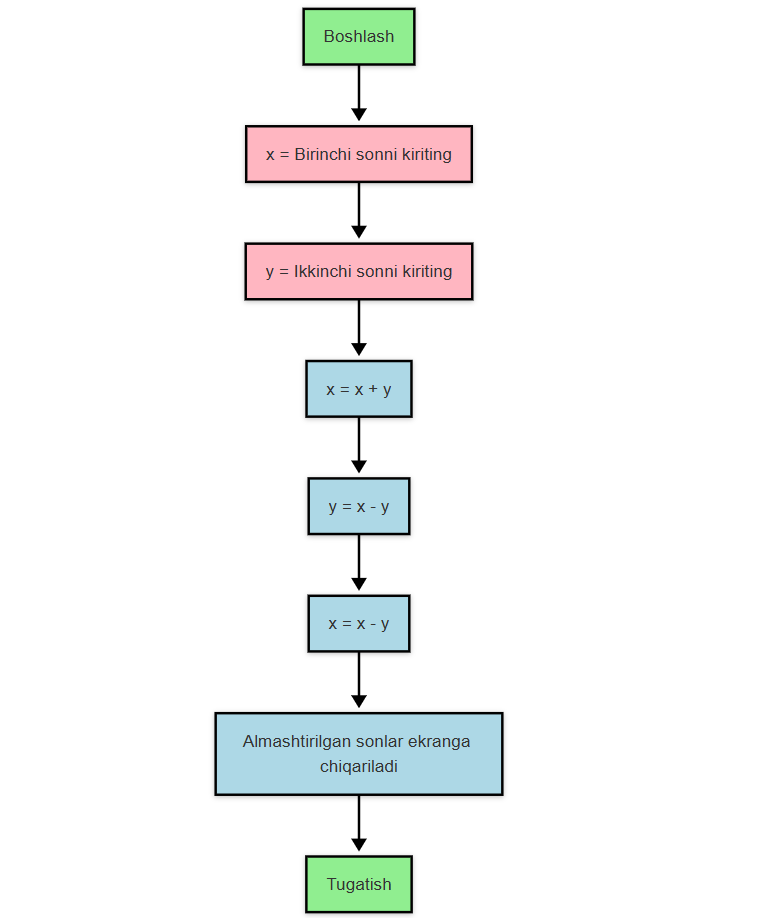 Boshlash
x = Birinchi sonni kiriting
y = Ikkinchi sonni kiriting
x = x + y
y = x - y
x = x - y
Almashtirilgan sonlar ekranga
chiqariladi
Tugatish